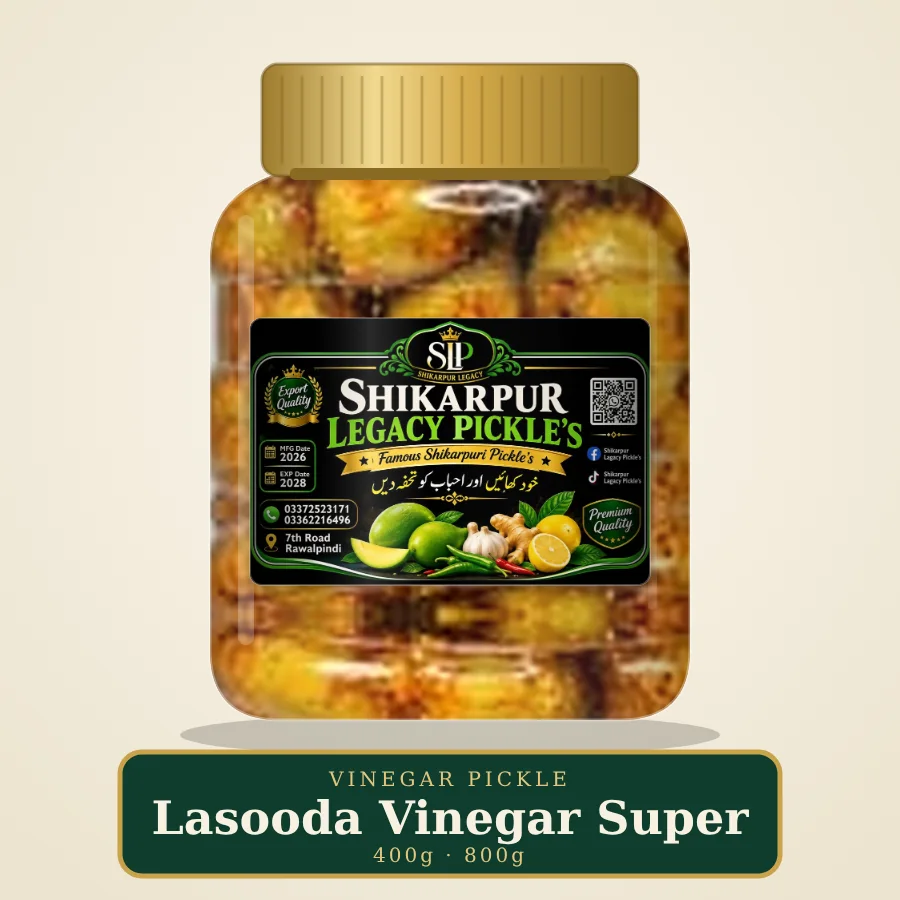 SLP
SHIKARPUR LEGACY
Export
Quality
SHIKARPUR
LEGACY PICKLE'S
Famous Shikarpuri Pickle's
خود کھائیں اور احباب کو تحفہ دیں
MFG Date
2026
EXP Date
2028
03372523171
03362216496
7th Road
Rawalpindi
Shikarpur
Legacy Pickle's
Shikarpur
Legacy Pickle's
Premium
Quality
VINEGAR PICKLE
Lasooda Vinegar Super
400g · 800g